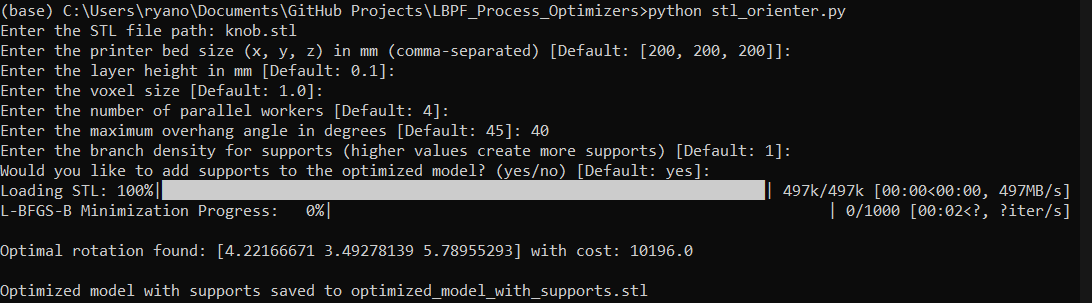 (base) C:\Users\ryano\Documents\GitHub Projects\LBPF_Process_Optimizers>python stl_orienter.py
Enter the STL file path: knob.stl
Enter the printer bed size (x, y, z) in mm (comma-separated) [Default: [200, 200, 200]]:
Enter the layer height in mm [Default: 0.1]:
Enter the voxel size [Default: 1.0]:
Enter the number of parallel workers [Default: 4]:
Enter the maximum overhang angle in degrees [Default: 45]: 40
Enter the branch density for supports (higher values create more supports) [Default: 1]:
Would you like to add supports to the optimized model? (yes/no) [Default: yes]:
Loading STL: 100%| | 497k/497k [00:00<00:00, 497MB/s]
L-BFGS-B Minimization Progress:   0%| | 0/1000 [00:02<?, ?iter/s]
Optimal rotation found: [4.22166671 3.49278139 5.78955293] with cost: 10196.0
Optimized model with supports saved to optimized_model_with_supports.stl